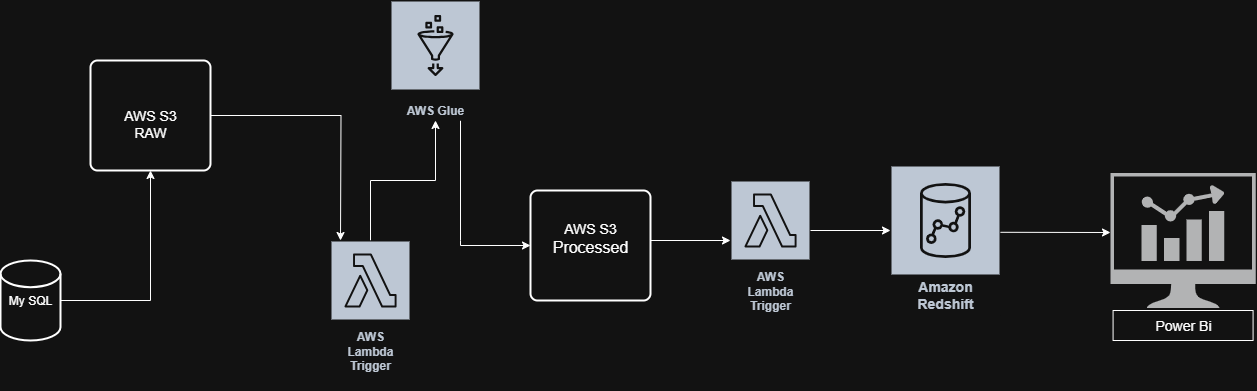 AWS Glue
AWS S3
RAW
My SQL
AWS
Lambda
Trigger
AWS S3
Processed
AWS
Lambda
Trigger
Amazon
Redshift
Power Bi